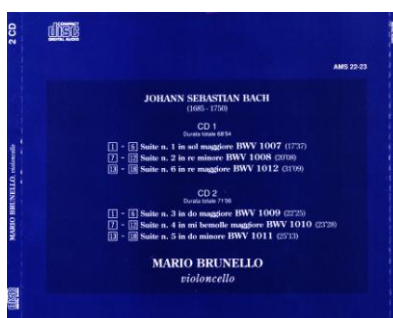 2 CD
COMPACT
disc
DIGITAL AUDIO
AMS 22-23
JOHANN SEBASTIAN BACH
(1685 - 1750)
CD 1
Durata totale 68'54
1 - 6 Suite n. 1 in sol maggiore BWV 1007 (17'37)
7 - 12 Suite n. 2 in re minore BWV 1008 (20'08)
13 - 18 Suite n. 6 in re maggiore BWV 1012 (31'09)
CD 2
Durata totale 71'06
1 - 6 Suite n. 3 in do maggiore BWV 1009 (22'25)
7 - 12 Suite n. 4 in mi bemolle maggiore BWV 1010 (23'28)
13 - 18 Suite n. 5 in do minore BWV 1011 (25'13)
MARIO BRUNELLO
violoncello
MARIO BRUNELLO, violoncello